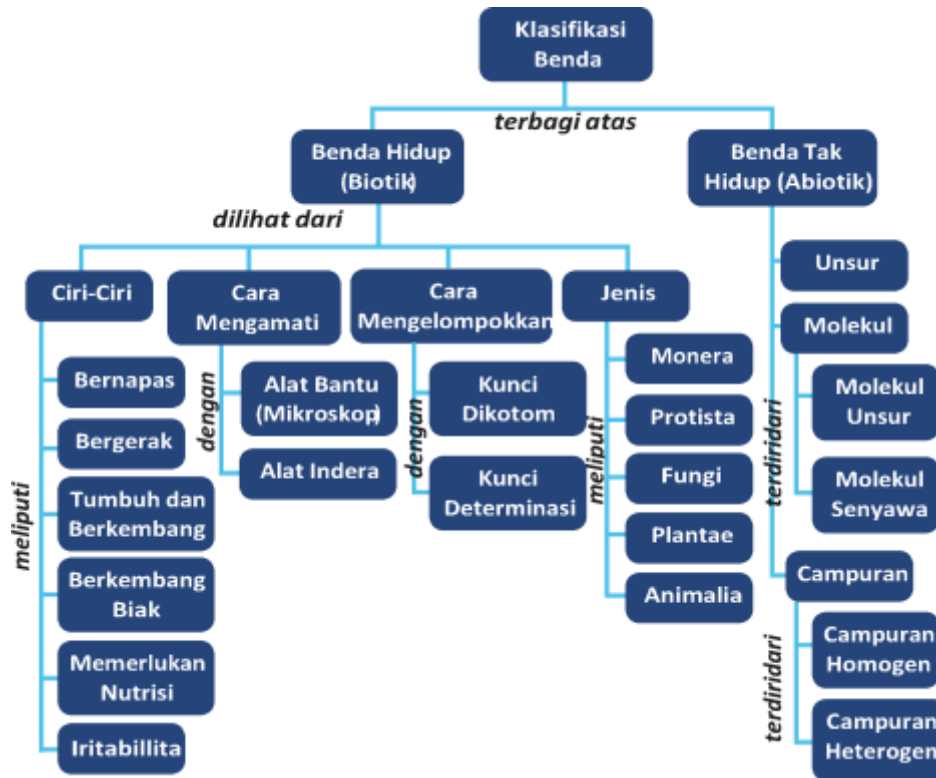 Klasifikasi
Benda
terbagi atas
Benda Hidup
(Biotik)
Benda Tak
Hidup (Abiotik)
dilihat dari
Ciri-Ciri
Cara
Mengamati
Cara
Mengelompokkan
Jenis
meliputi
Bernapas
Bergerak
Tumbuh dan
Berkembang
Berkembang
Biak
Memerlukan
Nutrisi
Iritabillita
dengan
Alat Bantu
(Mikroskop)
Alat Indera
dengan
Kunci
Dikotom
Kunci
Determinasi
meliputi
Monera
Protista
Fungi
Plantae
Animalia
terdiridari
Unsur
Molekul
Molekul
Unsur
Molekul
Senyawa
Campuran
terdiridari
Campuran
Homogen
Campuran
Heterogen